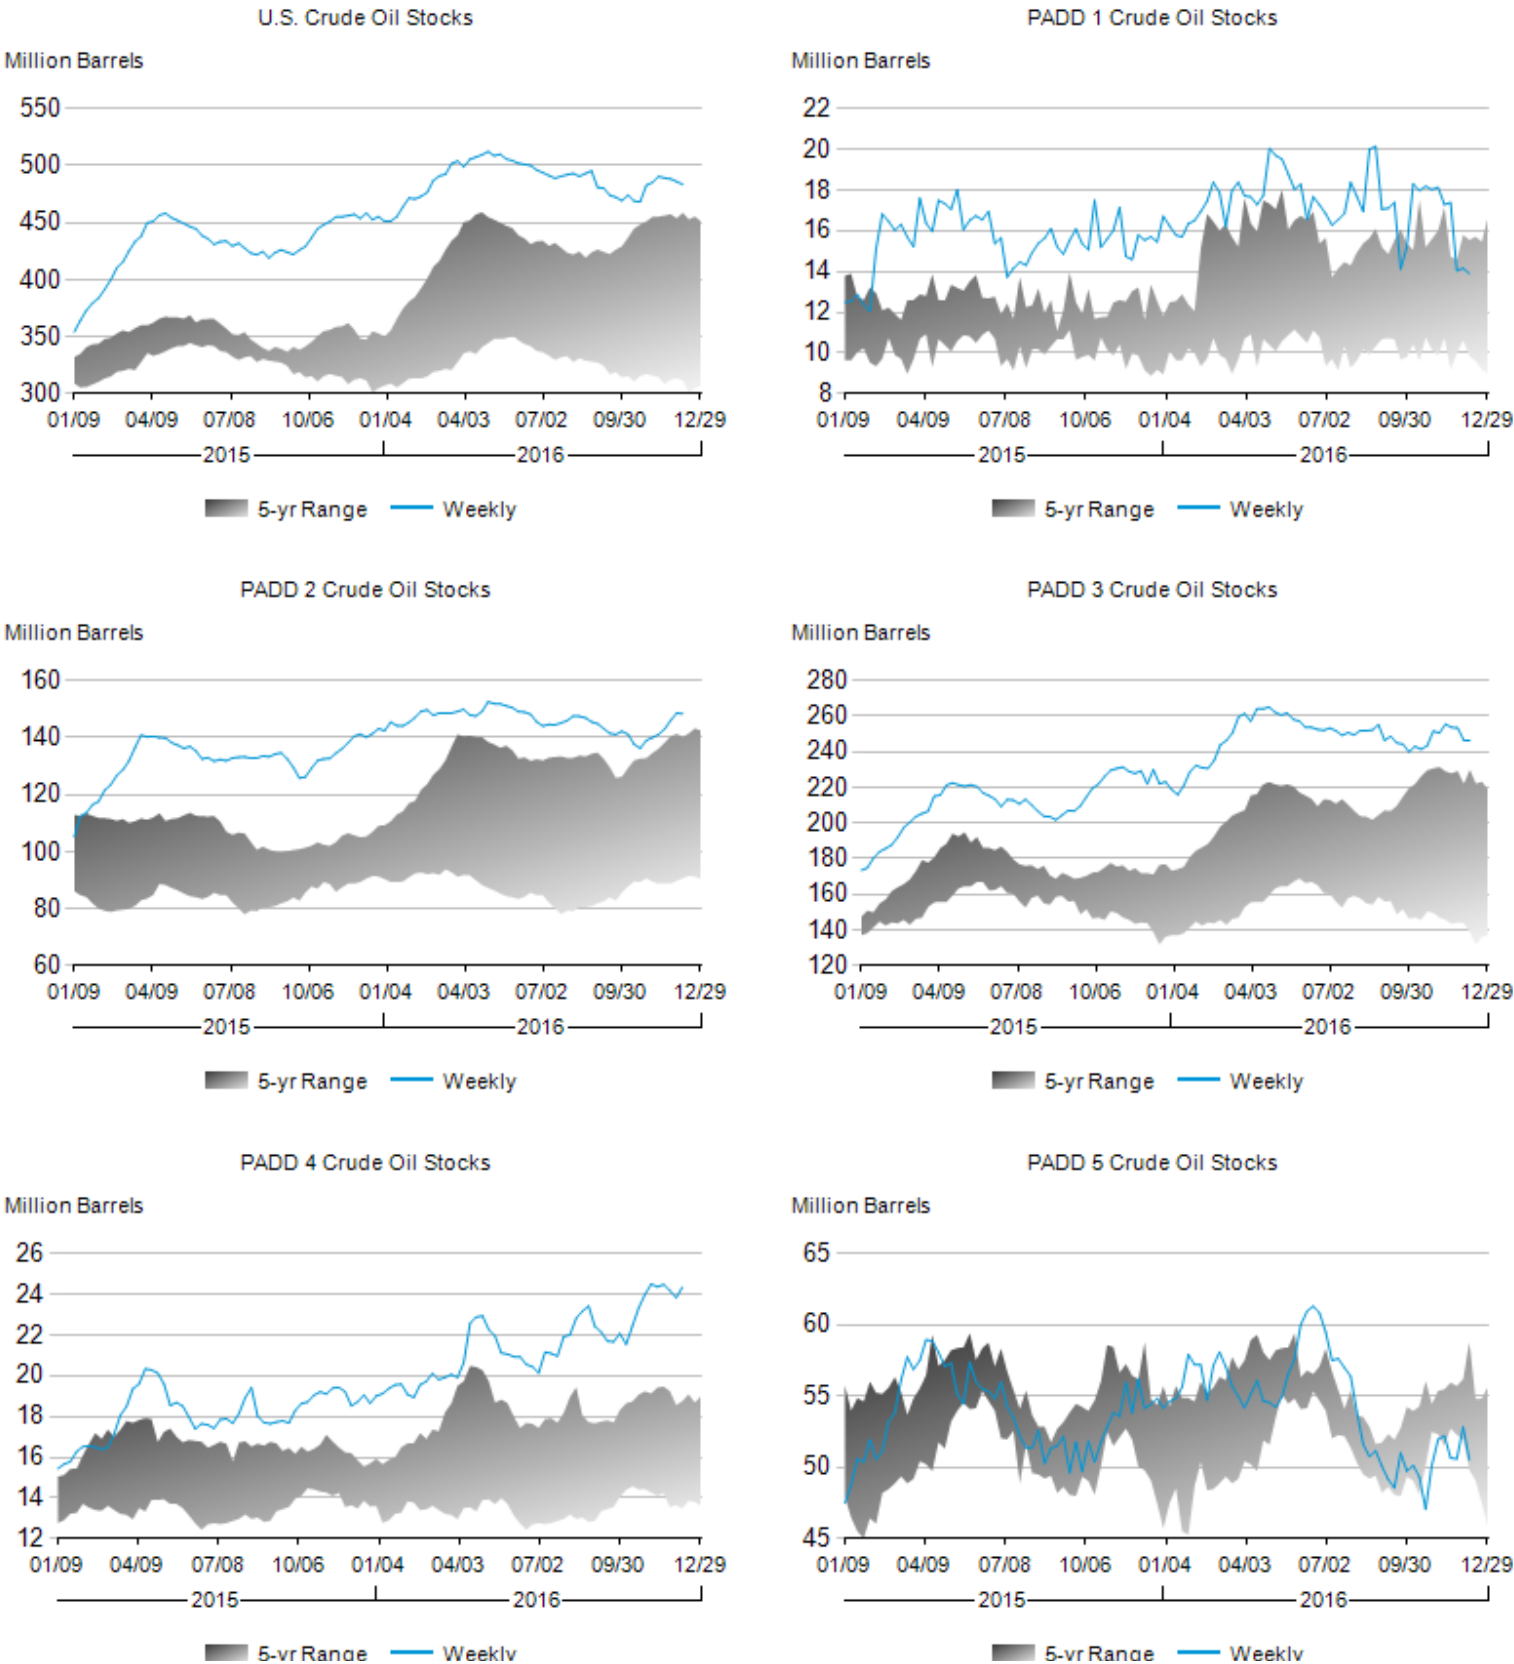 U.S. Crude Oil Stocks
Million Barrels
550
500
450
400
350
300
01/09 04/09 07/08 10/06 01/04 04/03 07/02 09/30 12/29
2015 2016
5-yr Range Weekly
PADD 1 Crude Oil Stocks
Million Barrels
22
20
18
16
14
12
10
8
01/09 04/09 07/08 10/06 01/04 04/03 07/02 09/30 12/29
2015 2016
5-yr Range Weekly
PADD 2 Crude Oil Stocks
Million Barrels
160
140
120
100
80
60
01/09 04/09 07/08 10/06 01/04 04/03 07/02 09/30 12/29
2015 2016
5-yr Range Weekly
PADD 3 Crude Oil Stocks
Million Barrels
280
260
240
220
200
180
160
140
120
01/09 04/09 07/08 10/06 01/04 04/03 07/02 09/30 12/29
2015 2016
5-yr Range Weekly
PADD 4 Crude Oil Stocks
Million Barrels
26
24
22
20
18
16
14
12
01/09 04/09 07/08 10/06 01/04 04/03 07/02 09/30 12/29
2015 2016
5-yr Range Weekly
PADD 5 Crude Oil Stocks
Million Barrels
65
60
55
50
45
01/09 04/09 07/08 10/06 01/04 04/03 07/02 09/30 12/29
2015 2016
5-yr Range Weekly